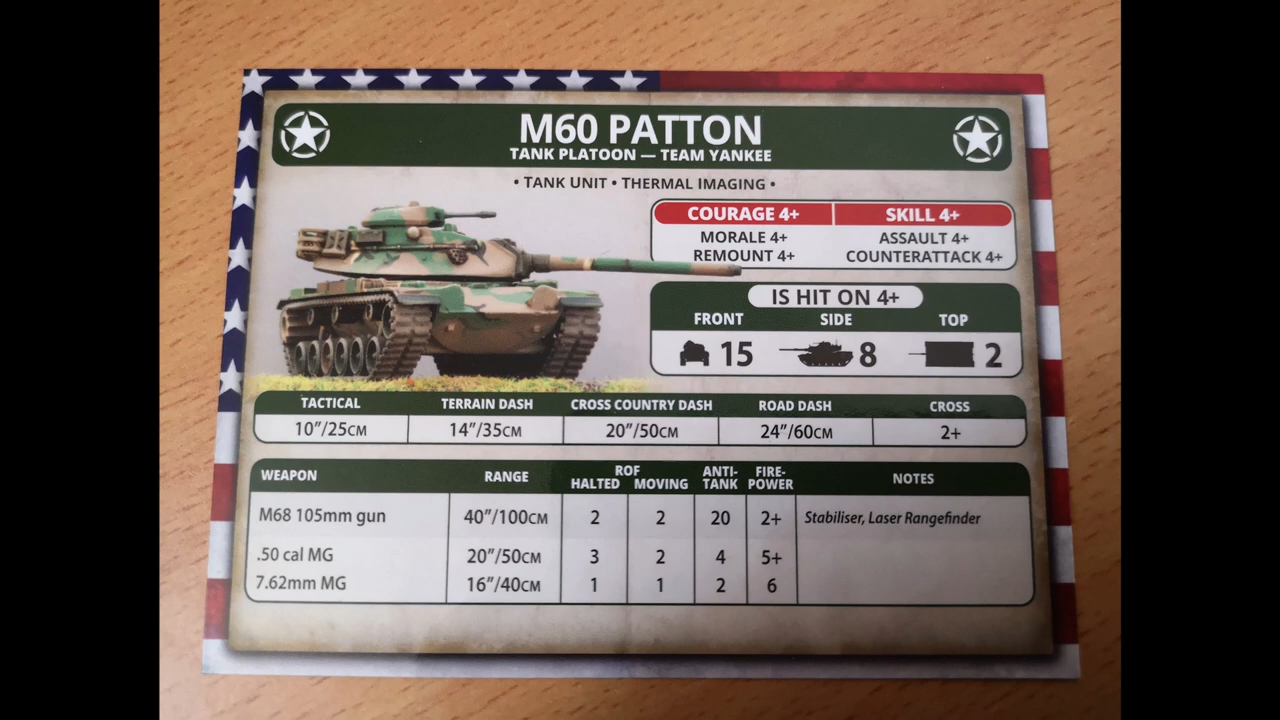 M60 PATTON
TANK PLATOON — TEAM YANKEE
• TANK UNIT • THERMAL IMAGING •
COURAGE 4+ SKILL 4+
MORALE 4+ ASSAULT 4+
REMOUNT 4+ COUNTERATTACK 4+
IS HIT ON 4+
FRONT SIDE TOP
15 8 2
TACTICAL TERRAIN DASH CROSS COUNTRY DASH ROAD DASH CROSS
10"/25CM 14"/35CM 20"/50CM 24"/60CM 2+
WEAPON RANGE ROF HALTED MOVING ANTI-TANK FIRE-POWER NOTES
M68 105mm gun 40"/100CM 2 2 20 2+ Stabiliser, Laser Rangefinder
.50 cal MG 20"/50CM 3 2 4 5+
7.62mm MG 16"/40CM 1 1 2 6